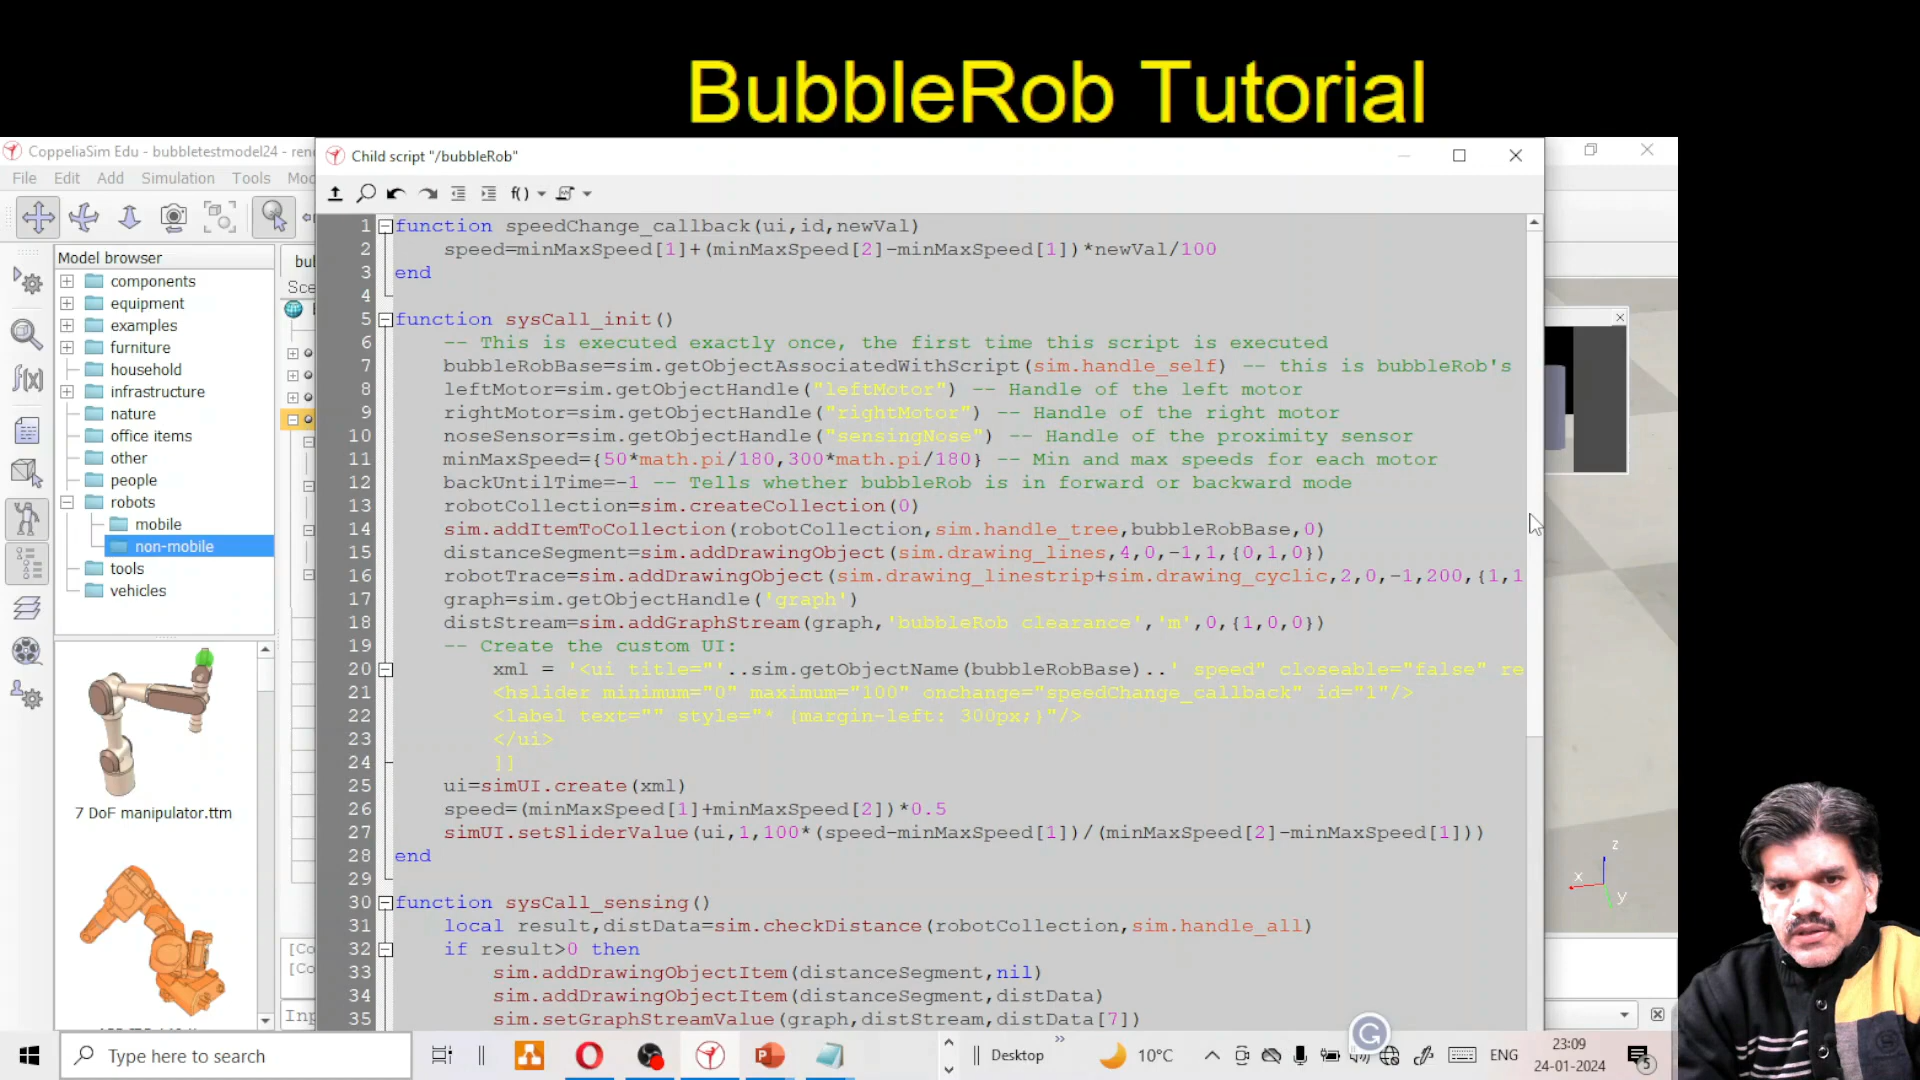 BubbleRob Tutorial
CoppeliaSim Edu - bubbletestmodel24 - ren
File Edit Add Simulation Tools Mod
Child script "/bubbleRob"
f()
f(x)
Model browser
components
equipment
examples
furniture
household
infrastructure
nature
office items
other
people
robots
mobile
non-mobile
tools
vehicles
7 DoF manipulator.ttm
bul
Sce
[Co
[Co
Inp
1 function speedChange_callback(ui,id,newVal)
2 speed=minMaxSpeed[1]+(minMaxSpeed[2]-minMaxSpeed[1])*newVal/100
3 end
4
5 function sysCall_init()
6 -- This is executed exactly once, the first time this script is executed
7 bubbleRobBase=sim.getObjectAssociatedWithScript(sim.handle_self) -- this is bubbleRob's
8 leftMotor=sim.getObjectHandle("leftMotor") -- Handle of the left motor
9 rightMotor=sim.getObjectHandle("rightMotor") -- Handle of the right motor
10 noseSensor=sim.getObjectHandle("sensingNose") -- Handle of the proximity sensor
11 minMaxSpeed={50*math.pi/180,300*math.pi/180} -- Min and max speeds for each motor
12 backUntilTime=-1 -- Tells whether bubbleRob is in forward or backward mode
13 robotCollection=sim.createCollection(0)
14 sim.addItemToCollection(robotCollection,sim.handle_tree,bubbleRobBase,0)
15 distanceSegment=sim.addDrawingObject(sim.drawing_lines,4,0,-1,1,{0,1,0})
16 robotTrace=sim.addDrawingObject(sim.drawing_linestrip+sim.drawing_cyclic,2,0,-1,200,{1,1
17 graph=sim.getObjectHandle('graph')
18 distStream=sim.addGraphStream(graph,'bubbleRob clearance','m',0,{1,0,0})
19 -- Create the custom UI:
20 xml = '<ui title="'..sim.getObjectName(bubbleRobBase)..' speed" closeable="false" re
21 <hslider minimum="0" maximum="100" onchange="speedChange_callback" id="1"/>
22 <label text="" style="* {margin-left: 300px;}"/>
23 </ui>
24 ]]
25 ui=simUI.create(xml)
26 speed=(minMaxSpeed[1]+minMaxSpeed[2])*0.5
27 simUI.setSliderValue(ui,1,100*(speed-minMaxSpeed[1])/(minMaxSpeed[2]-minMaxSpeed[1]))
28 end
29
30 function sysCall_sensing()
31 local result,distData=sim.checkDistance(robotCollection,sim.handle_all)
32 if result>0 then
33 sim.addDrawingObjectItem(distanceSegment,nil)
34 sim.addDrawingObjectItem(distanceSegment,distData)
35 sim.setGraphStreamValue(graph,distStream,distData[7])
z
x
y
Type here to search
Desktop
10°C
ENG
23:09
24-01-2024
5